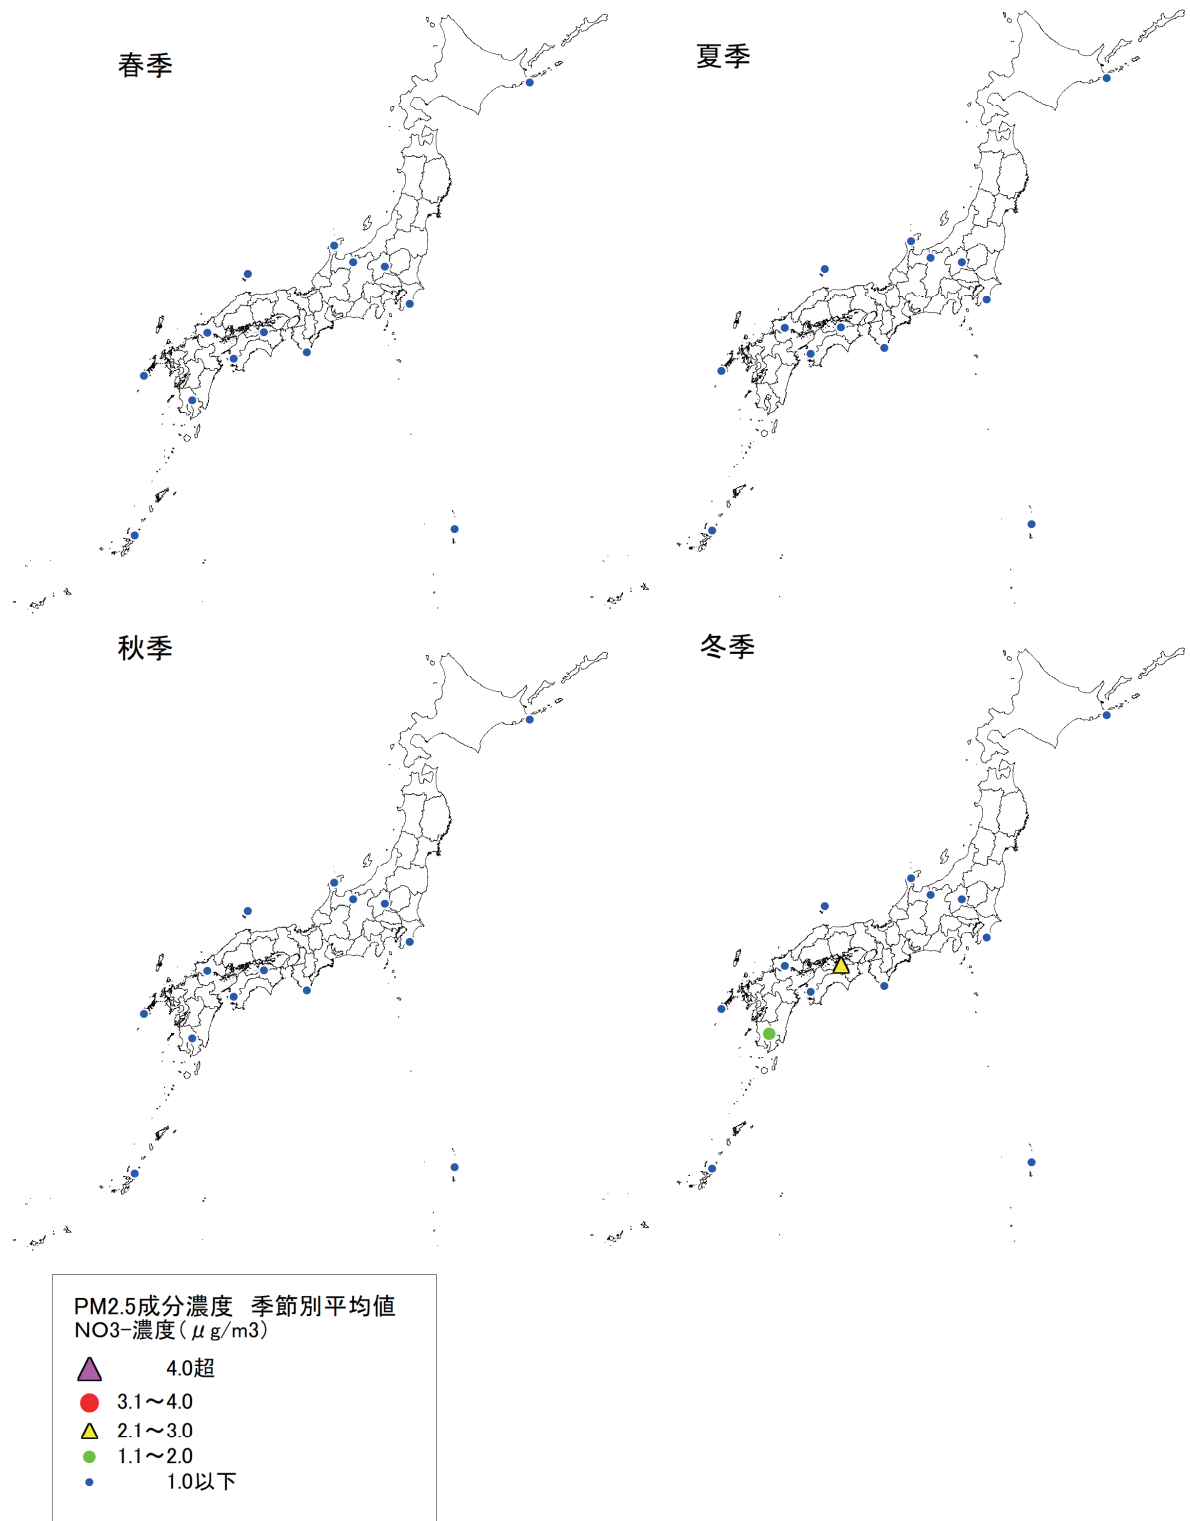 春季
夏季
秋季
冬季
PM2.5成分濃度 季節別平均値
NO3-濃度(μg/m3)
4.0超
3.1～4.0
2.1～3.0
1.1～2.0
1.0以下